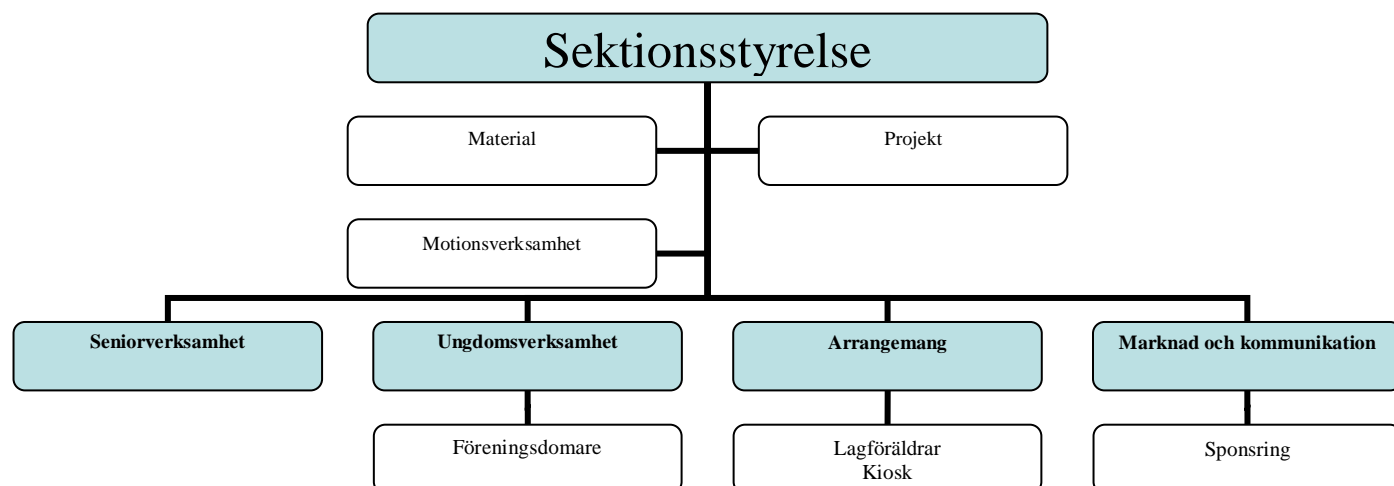 Sektionsstyrelse
Material
Projekt
Motionsverksamhet
Seniorverksamhet
Ungdomsverksamhet
Arrangemang
Marknad och kommunikation
Föreningsdomare
Lagföräldrar
Kiosk
Sponsring